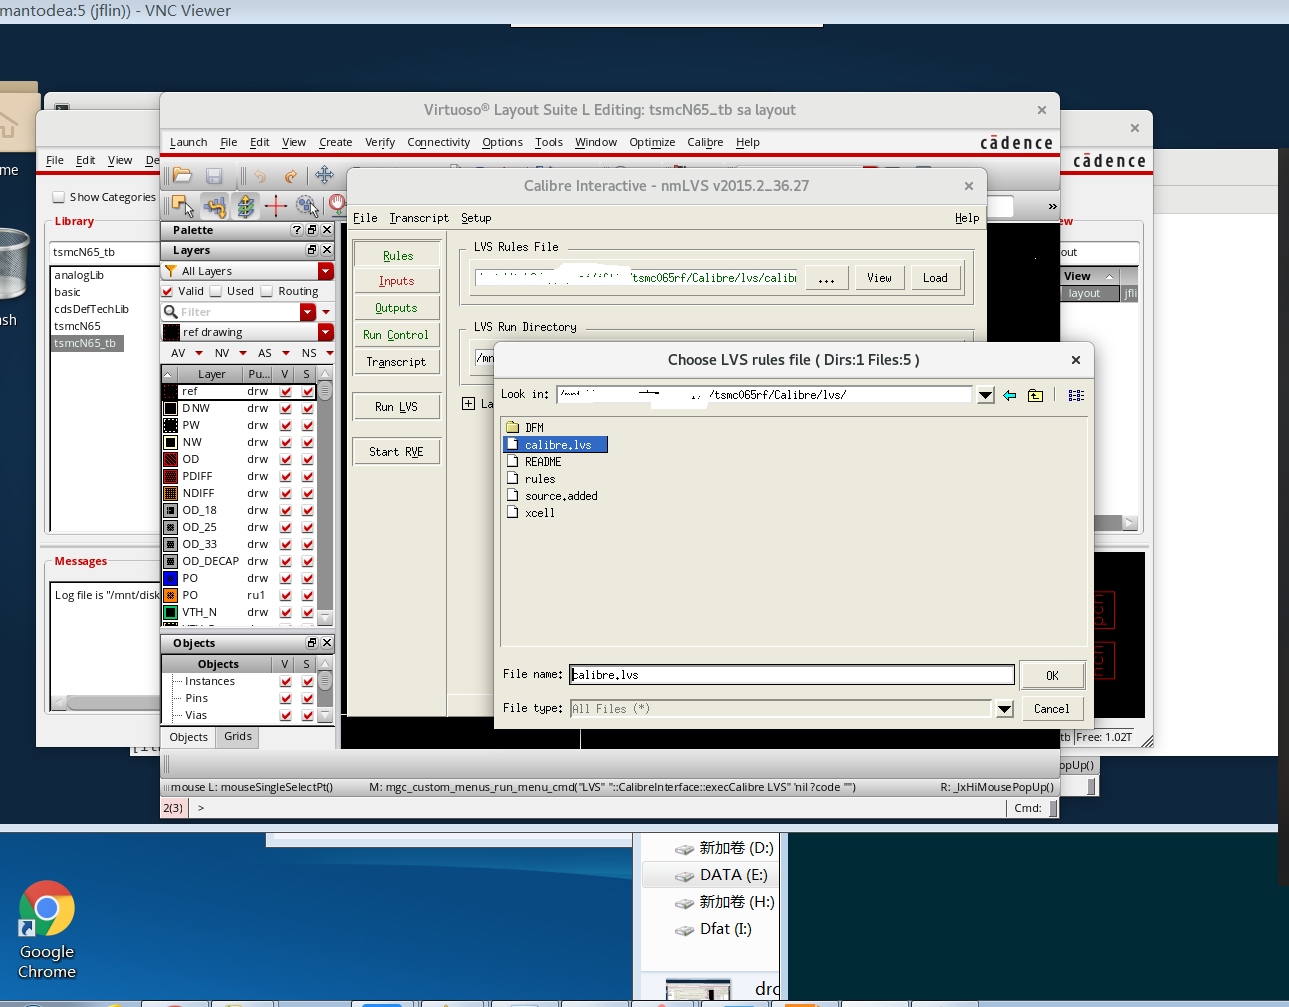 mantodea:5 (jflin)) - VNC Viewer
Virtuoso® Layout Suite L Editing: tsmcN65_tb sa layout
Launch File Edit View Create Verify Connectivity Options Tools Window Optimize Calibre Help
cādence
File Edit View De
cādence
Show Categories
Library
tsmcN65_tb
analogLib
basic
cdsDefTechLib
tsmcN65
tsmcN65_tb
Messages
Log file is "/mnt/disk
Palette
Layers
All Layers
Valid Used Routing
Filter
ref drawing
AV NV AS NS
Layer Pu... V S
ref drw
DNW drw
PW drw
NW drw
OD drw
PDIFF drw
NDIFF drw
OD_18 drw
OD_25 drw
OD_33 drw
OD_DECAP drw
PO drw
PO ru1
VTH_N drw
Objects
Objects V S
Instances
Pins
Vias
Objects Grids
Calibre Interactive - nmLVS v2015.2_36.27
File Transcript Setup Help
Rules
Inputs
Outputs
Run Control
Transcript
Run LVS
Start RVE
LVS Rules File
/tsmc065rf/Calibre/lvs/calib
... View Load
LVS Run Directory
/mn
La
Choose LVS rules file ( Dirs:1 Files:5 )
Look in: /tsmc065rf/Calibre/lvs/
DFM
calibre.lvs
README
rules
source.added
xcell
File name: calibre.lvs
OK
File type: All Files (*)
Cancel
ew
out
View
layout jfli
tb Free: 1.02T
opUp()
mouse L: mouseSingleSelectPt() M: mgc_custom_menus_run_menu_cmd("LVS" "::CalibreInterface::execCalibre LVS" 'nil ?code "") R: _lxHiMousePopUp()
2(3) > Cmd:
me
ash
新加卷 (D:)
DATA (E:)
新加卷 (H:)
Dfat (I:)
drc
Google
Chrome